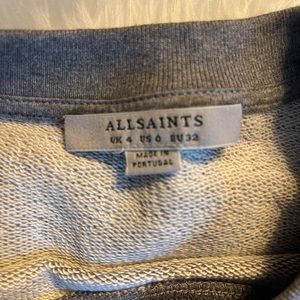 ALLSAINTS
UK 4 US 0 EU 32
MADE IN
PORTUGAL